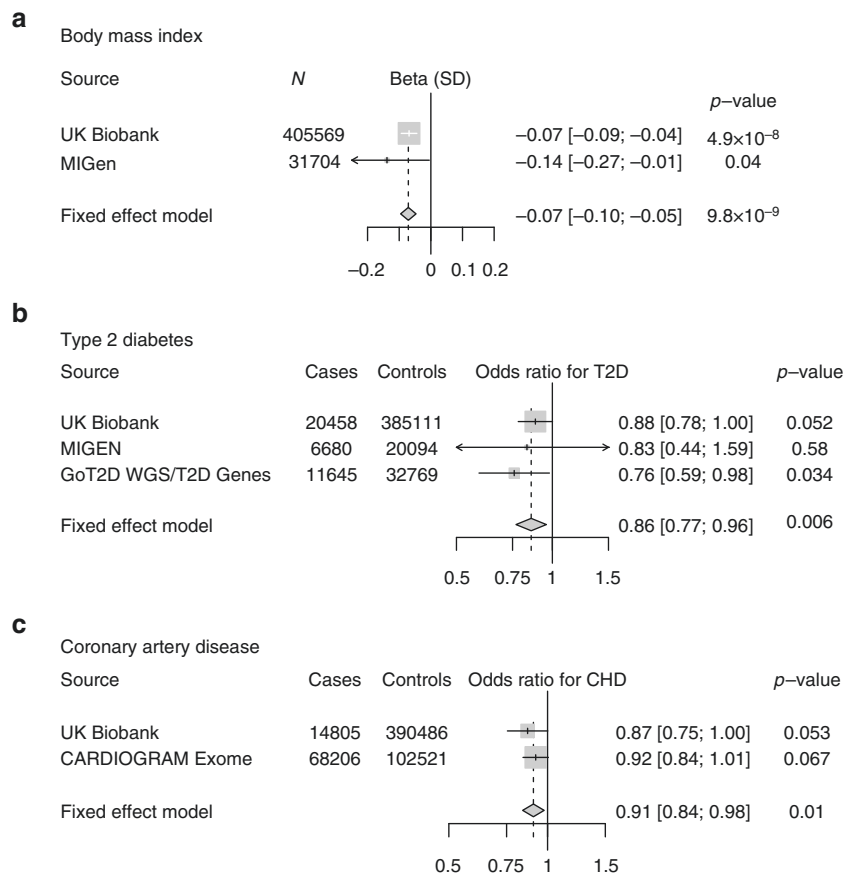 a
Body mass index
Source N Beta (SD)
p–value
UK Biobank 405569 –0.07 [–0.09; –0.04] 4.9×10⁻⁸
MIGen 31704 –0.14 [–0.27; –0.01] 0.04
Fixed effect model –0.07 [–0.10; –0.05] 9.8×10⁻⁹
–0.2 0 0.1 0.2
b
Type 2 diabetes
Source Cases Controls Odds ratio for T2D p–value
UK Biobank 20458 385111 0.88 [0.78; 1.00] 0.052
MIGEN 6680 20094 0.83 [0.44; 1.59] 0.58
GoT2D WGS/T2D Genes 11645 32769 0.76 [0.59; 0.98] 0.034
Fixed effect model 0.86 [0.77; 0.96] 0.006
0.5 0.75 1 1.5
c
Coronary artery disease
Source Cases Controls Odds ratio for CHD p–value
UK Biobank 14805 390486 0.87 [0.75; 1.00] 0.053
CARDIOGRAM Exome 68206 102521 0.92 [0.84; 1.01] 0.067
Fixed effect model 0.91 [0.84; 0.98] 0.01
0.5 0.75 1 1.5